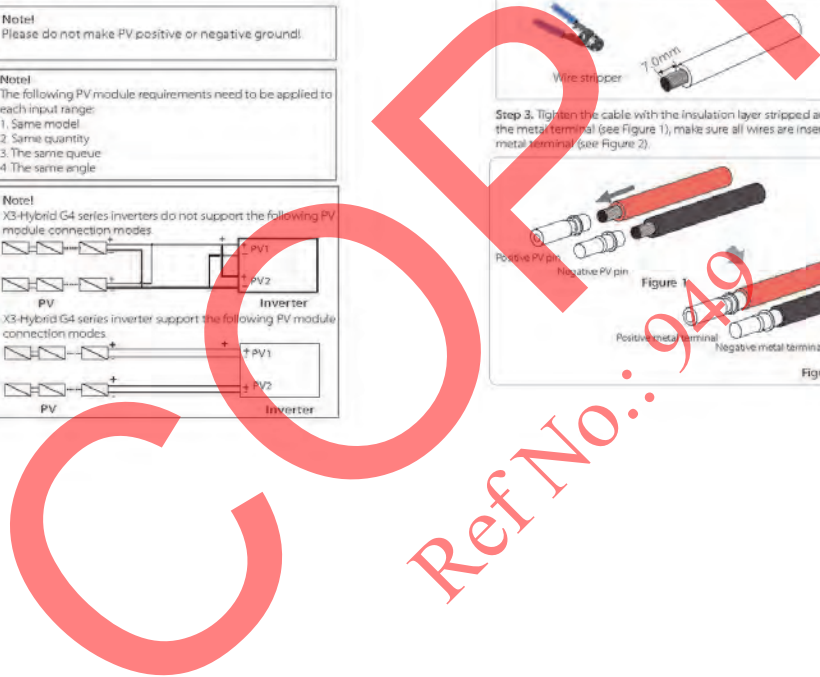 Note!
Please do not make PV positive or negative ground!
Note!
The following PV module requirements need to be applied to
each input range:
1. Same model
2. Same quantity
3. The same queue
4. The same angle
Note!
X3-Hybrid G4 series inverters do not support the following PV
module connection modes
+ + + PV1
-
+ + PV2
-
PV Inverter
X3-Hybrid G4 series inverter support the following PV module
connection modes
+ + + PV1
-
+ + PV2
-
PV Inverter
7.0mm
Wire stripper
Step 3. Tighten the cable with the insulation layer stripped
the metal terminal (see Figure 1), make sure all wires are
metal terminal (see Figure 2).
Positive PV pin
Negative PV pin
Figure 1
Positive metal terminal
Negative metal
COP
Ref No.: 949